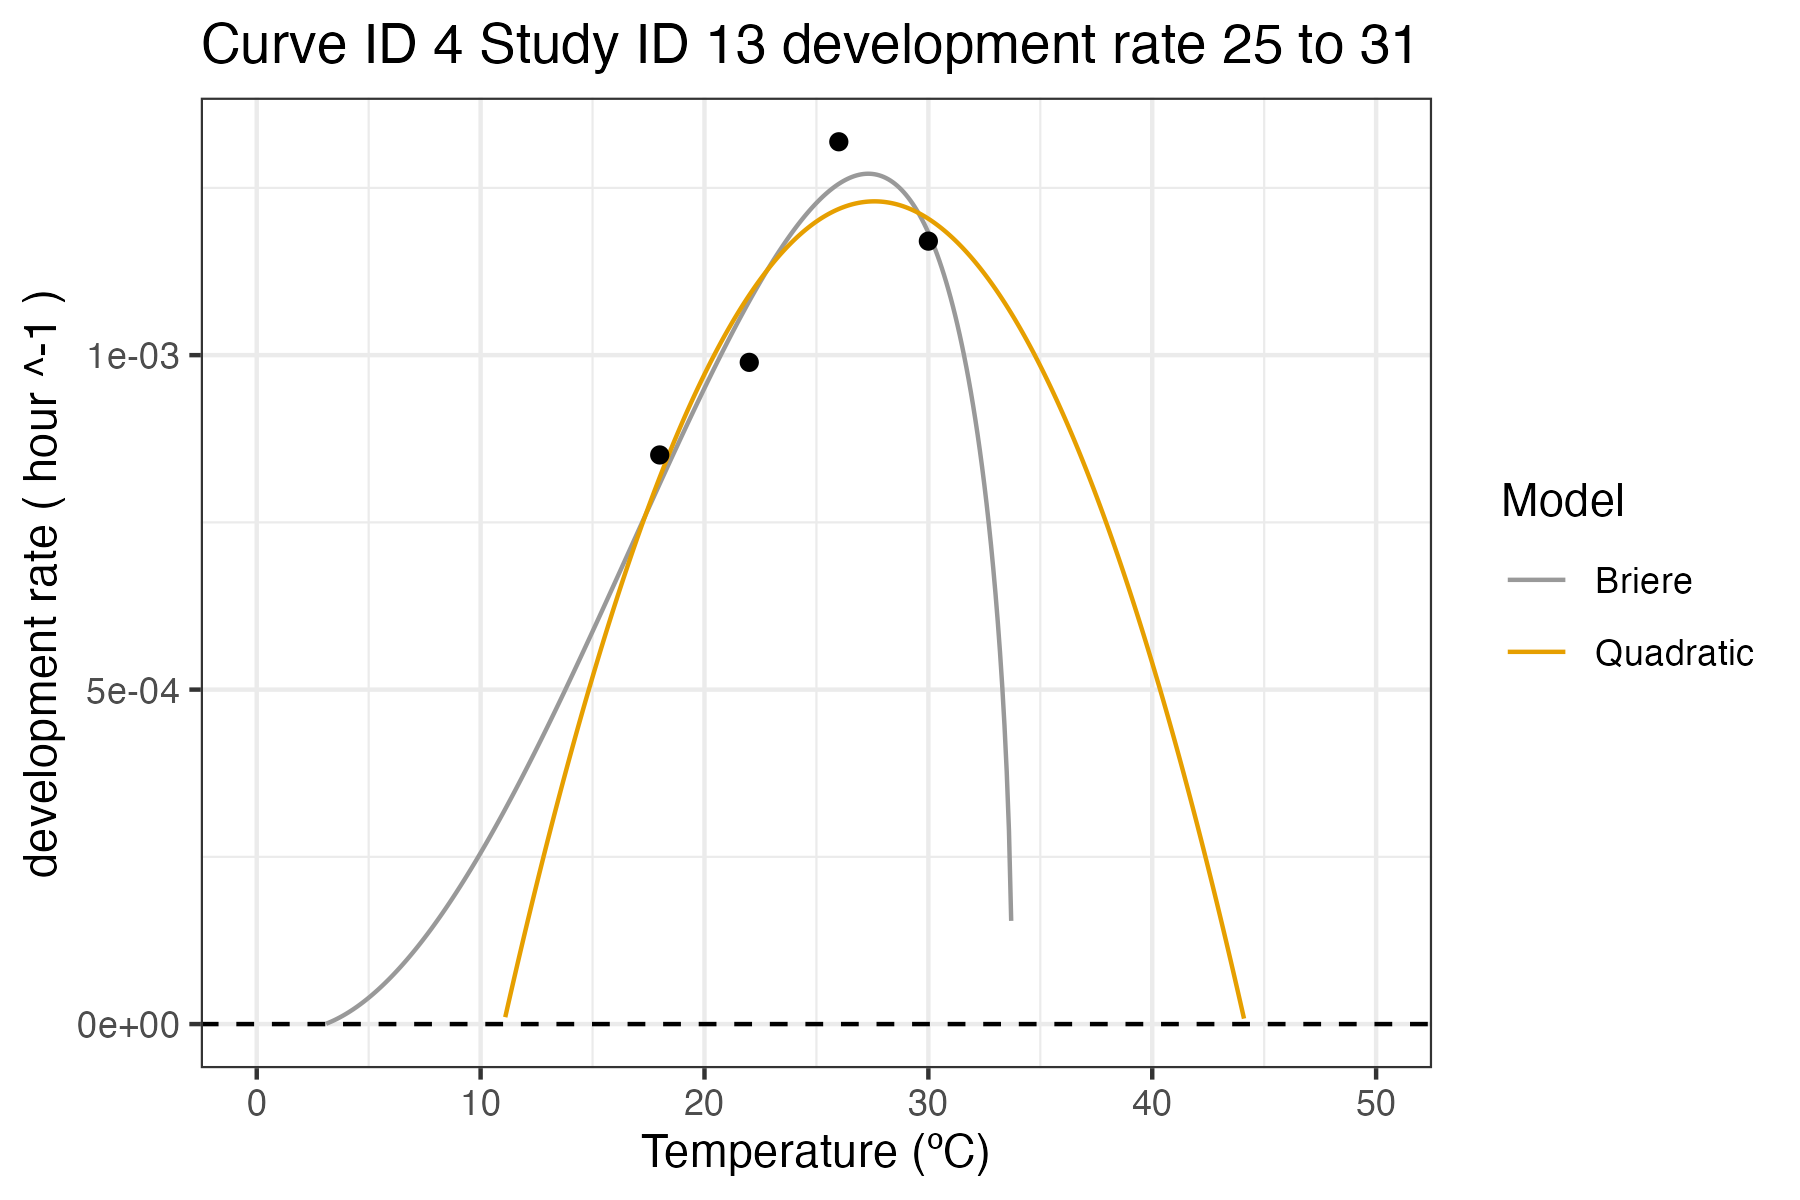 Curve ID 4 Study ID 13 development rate 25 to 31
development rate ( hour ^-1 )
1e-03
5e-04
0e+00
0 10 20 30 40 50
Temperature (ºC)
Model
Briere
Quadratic